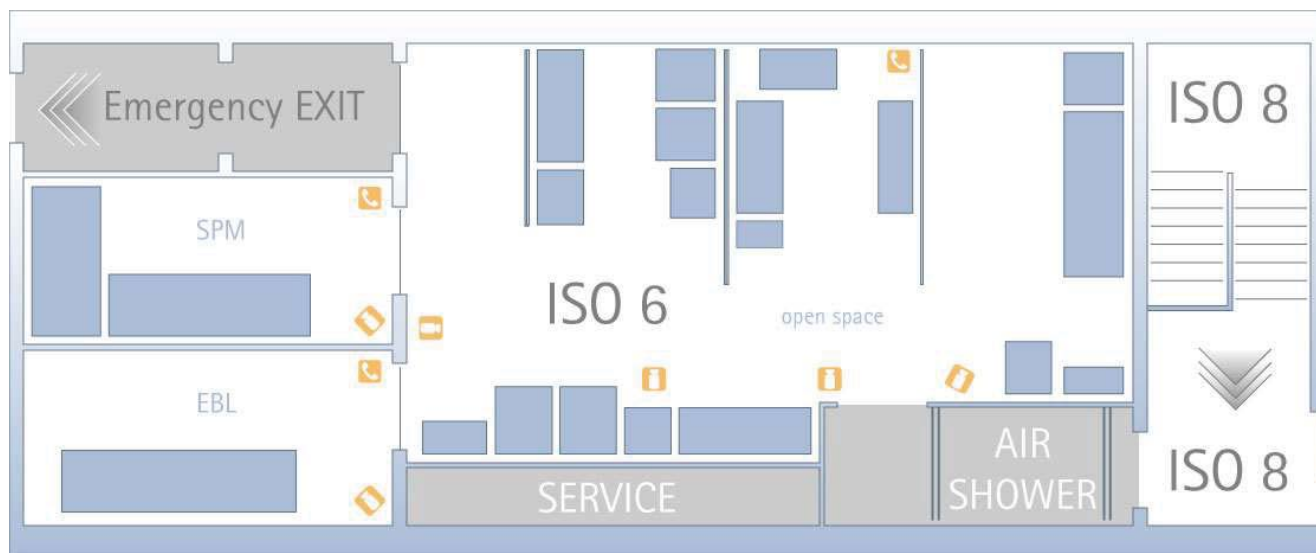 Emergency EXIT
ISO 8
SPM
ISO 6
open space
EBL
AIR
SHOWER
SERVICE
ISO 8